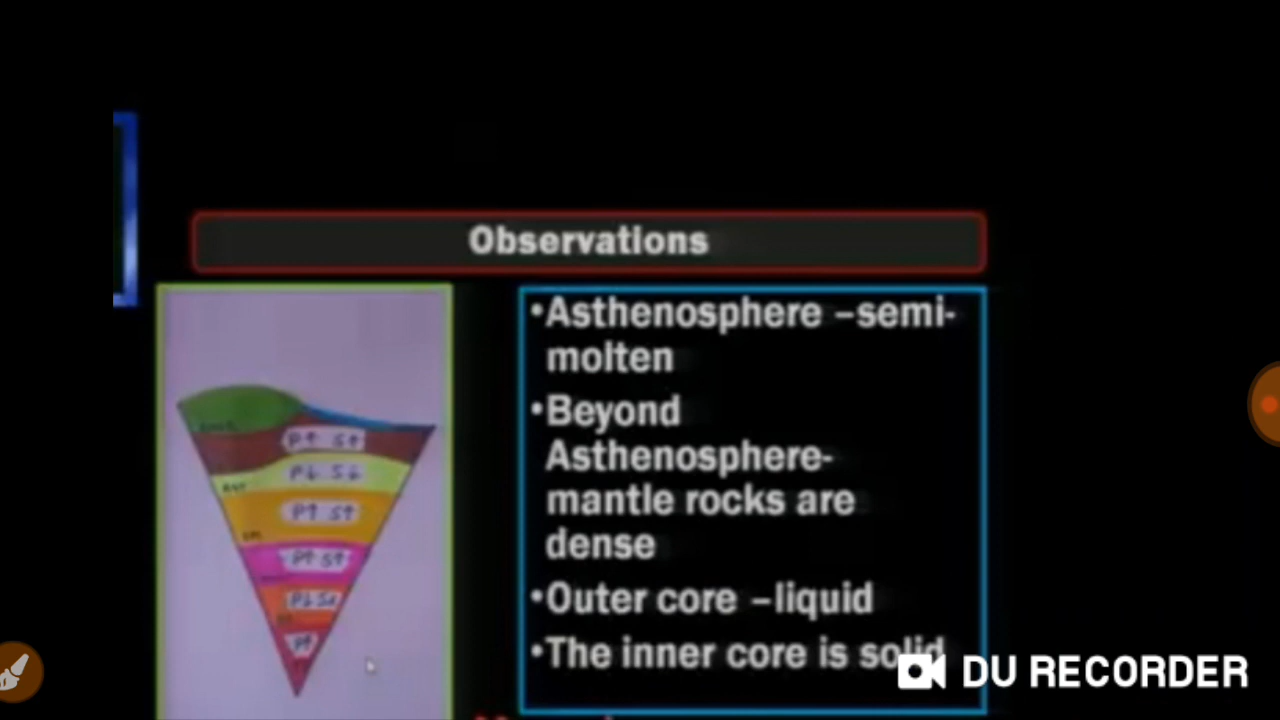 Observations
•Asthenosphere –semi-
molten
•Beyond
Asthenosphere-
mantle rocks are
dense
•Outer core –liquid
•The inner core is solid
P↑ S↑
P↓ S↓
P↑ S↑
P↑ S↑
P↑
DU RECORDER